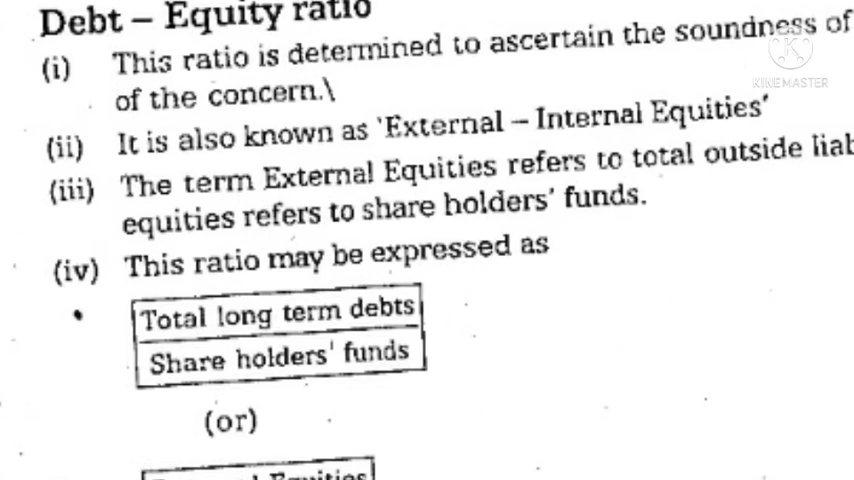 Debt – Equity ratio
(i) This ratio is determined to ascertain the soundness of
of the concern.\
(ii) It is also known as 'External – Internal Equities'
(iii) The term External Equities refers to total outside
equities refers to share holders' funds.
(iv) This ratio may be expressed as
• Total long term debts
Share holders' funds
(or)
Equities
KINEMASTER